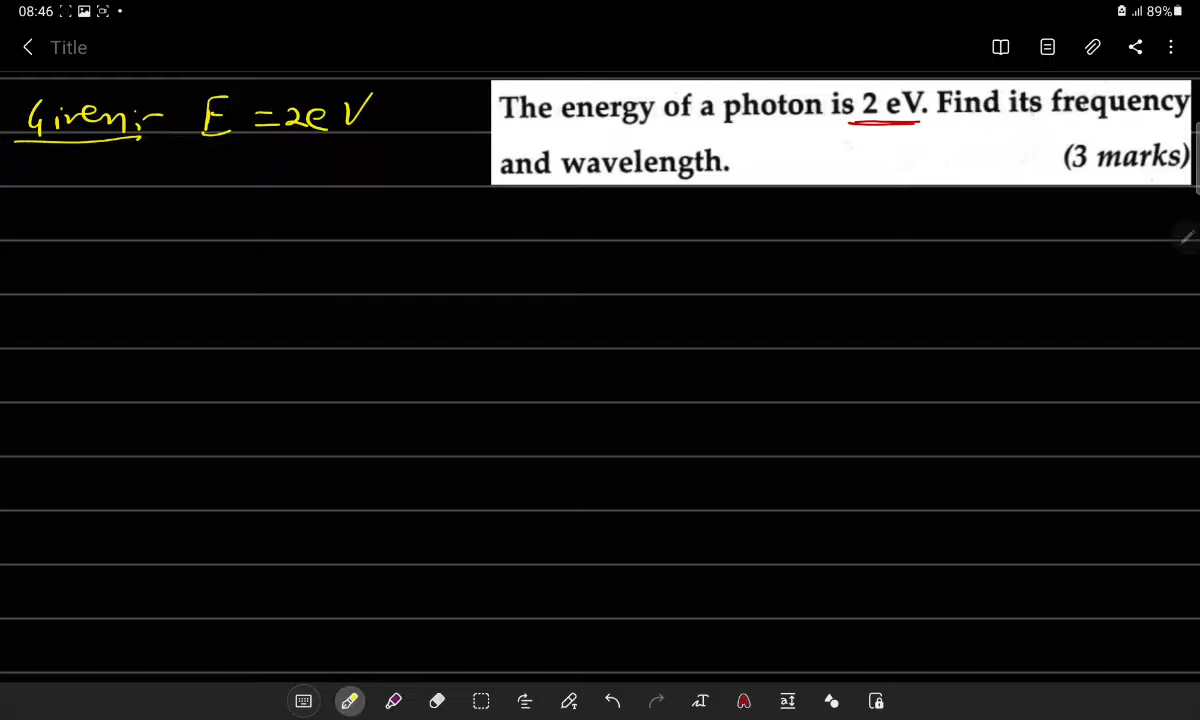 08:46
89%
Title
Given:- E = 2e V
The energy of a photon is 2 eV. Find its frequency
and wavelength. (3 marks)